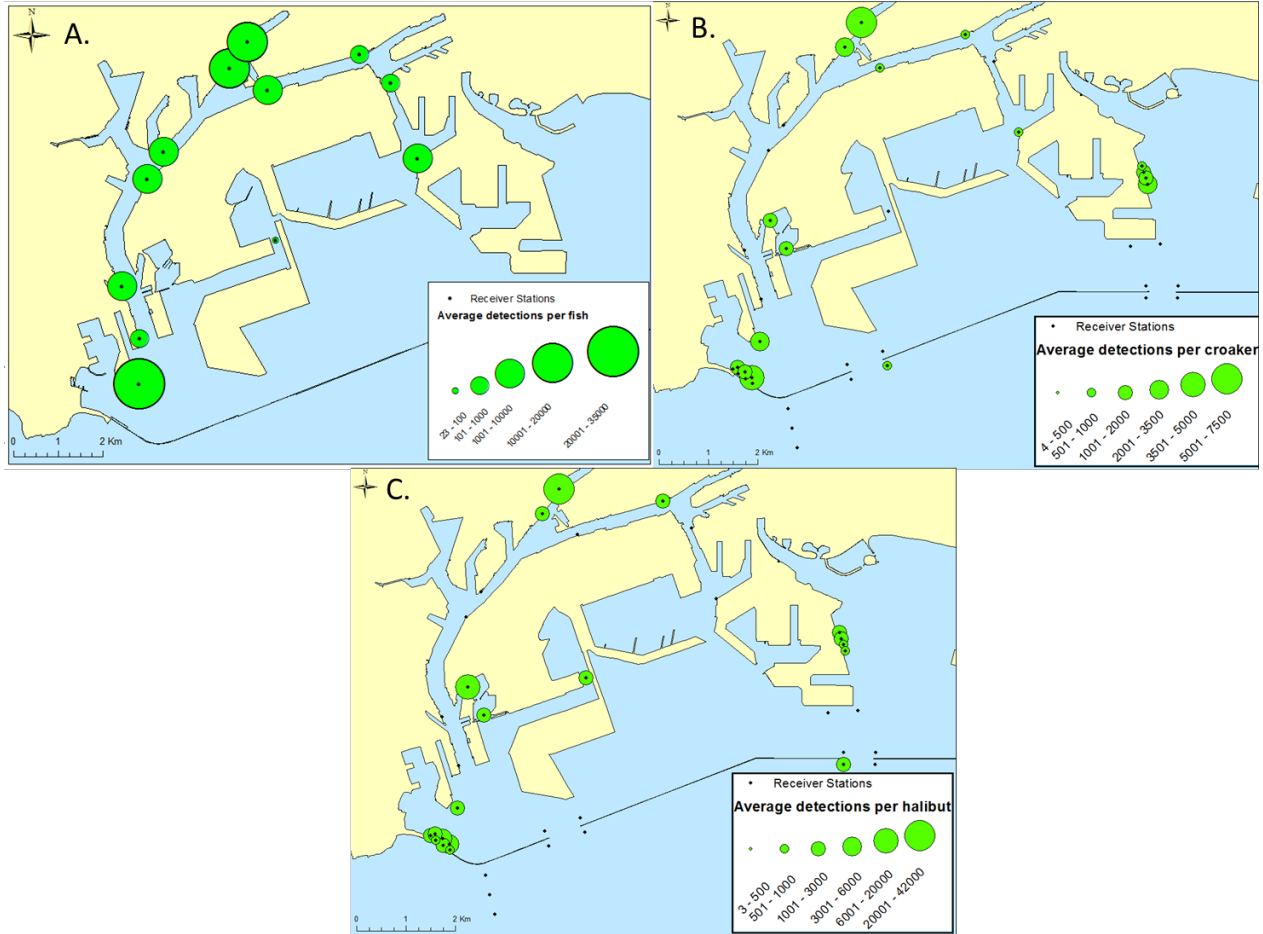 N
A.
Receiver Stations
Average detections per fish
23 - 100
101 - 1000
1001 - 10000
10001 - 20000
20001 - 35000
0 1 2 Km
N
B.
Receiver Stations
Average detections per croaker
4 - 500
501 - 1000
1001 - 2000
2001 - 3500
3501 - 5000
5001 - 7500
0 1 2 Km
N
C.
Receiver Stations
Average detections per halibut
3 - 500
501 - 1000
1001 - 3000
3001 - 6000
6001 - 20000
20001 - 42000
0 1 2 Km